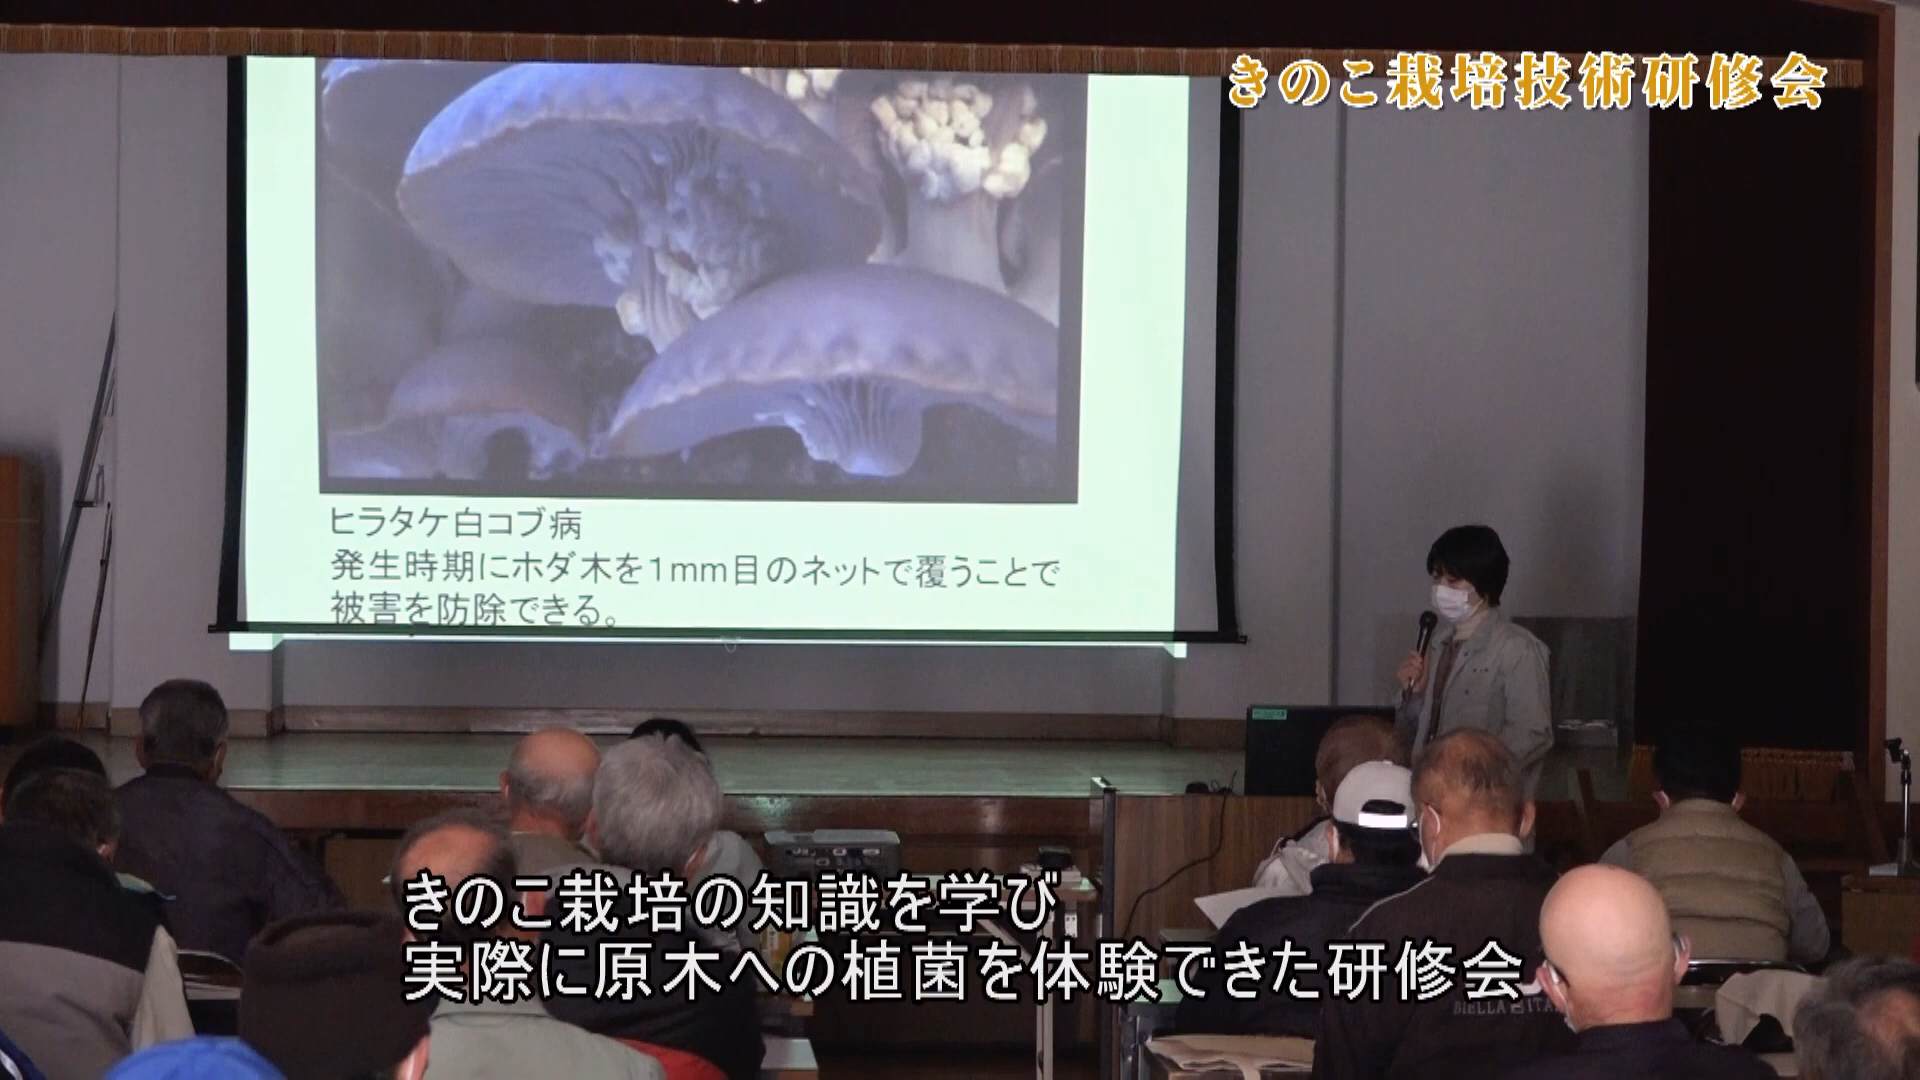 きのこ栽培技術研修会
ヒラタケ白コブ病
発生時期にホダ木を1mm目のネットで覆うことで
被害を防除できる。
きのこ栽培の知識を学び
実際に原木への植菌を体験できた研修会
BIELLA